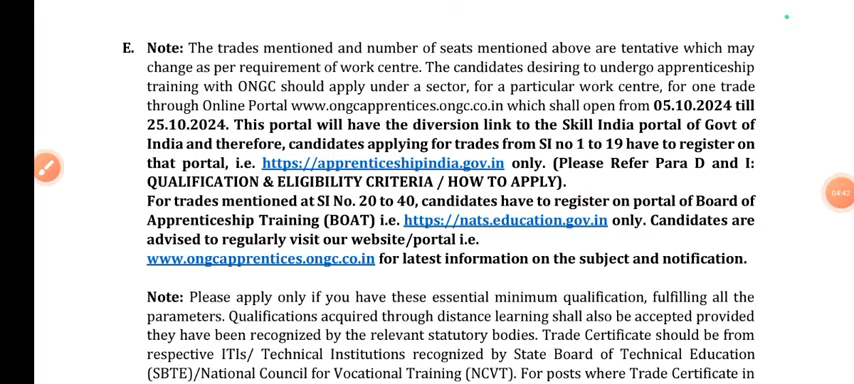 E. Note: The trades mentioned and number of seats mentioned above are tentative which may
change as per requirement of work centre. The candidates desiring to undergo apprenticeship
training with ONGC should apply under a sector, for a particular work centre, for one trade
through Online Portal www.ongcapprentices.ongc.co.in which shall open from 05.10.2024 till
25.10.2024. This portal will have the diversion link to the Skill India portal of Govt of
India and therefore, candidates applying for trades from SI no 1 to 19 have to register on
that portal, i.e. https://apprenticeshipindia.gov.in only. (Please Refer Para D and I:
QUALIFICATION & ELIGIBILITY CRITERIA / HOW TO APPLY).
For trades mentioned at SI No. 20 to 40, candidates have to register on portal of Board of
Apprenticeship Training (BOAT) i.e. https://nats.education.gov.in only. Candidates are
advised to regularly visit our website/portal i.e.
www.ongcapprentices.ongc.co.in for latest information on the subject and notification.
Note: Please apply only if you have these essential minimum qualification, fulfilling all the
parameters. Qualifications acquired through distance learning shall also be accepted provided
they have been recognized by the relevant statutory bodies. Trade Certificate should be from
respective ITIs/ Technical Institutions recognized by State Board of Technical Education
(SBTE)/National Council for Vocational Training (NCVT). For posts where Trade Certificate in
04:42